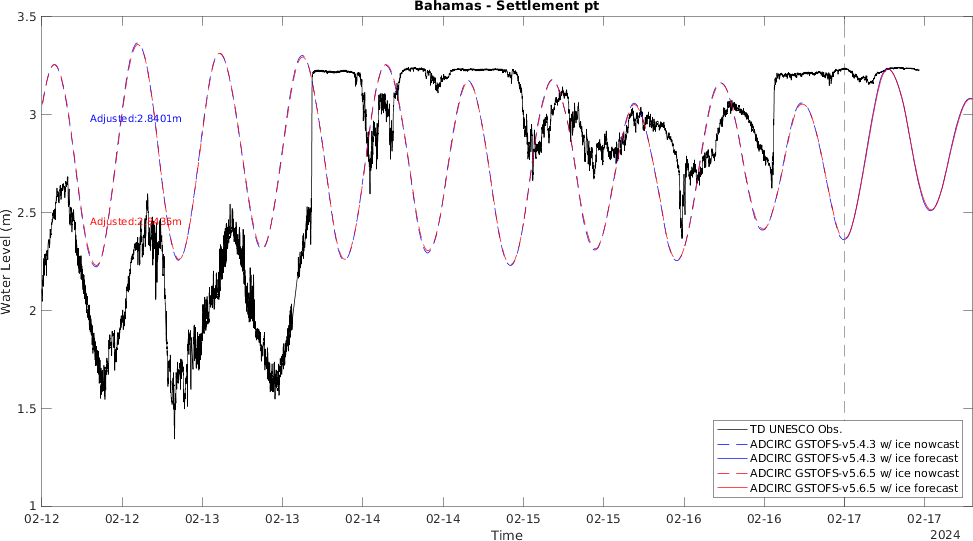 Bahamas - Settlement pt
3.5
3
2.5
2
1.5
1
Water Level (m)
Adjusted:2.8401m
TD UNESCO Obs.
ADCIRC GSTOFS-v5.4.3 w/ ice nowcast
ADCIRC GSTOFS-v5.4.3 w/ ice forecast
ADCIRC GSTOFS-v5.6.5 w/ ice nowcast
ADCIRC GSTOFS-v5.6.5 w/ ice forecast
02-12 02-12 02-13 02-13 02-14 02-14 02-15 02-15 02-16 02-16 02-17 02-17
Time
2024